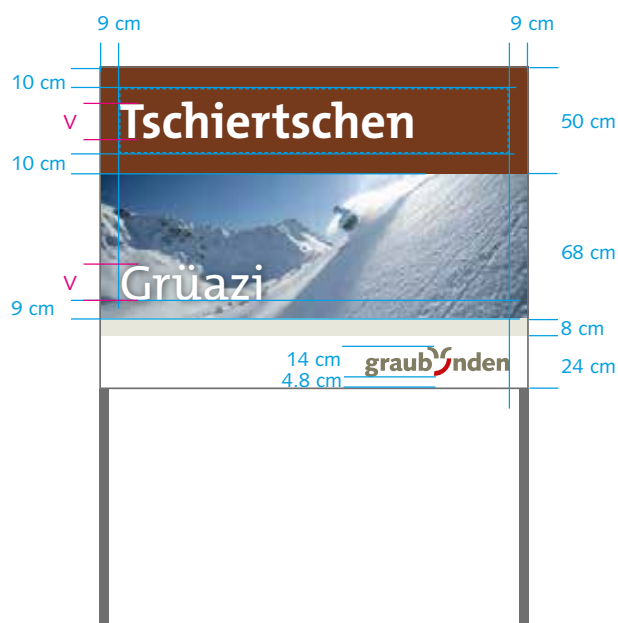 9 cm 9 cm
10 cm
V Tschiertschen 50 cm
10 cm
68 cm
V Grüazi
9 cm
8 cm
14 cm graubünden 24 cm
4.8 cm